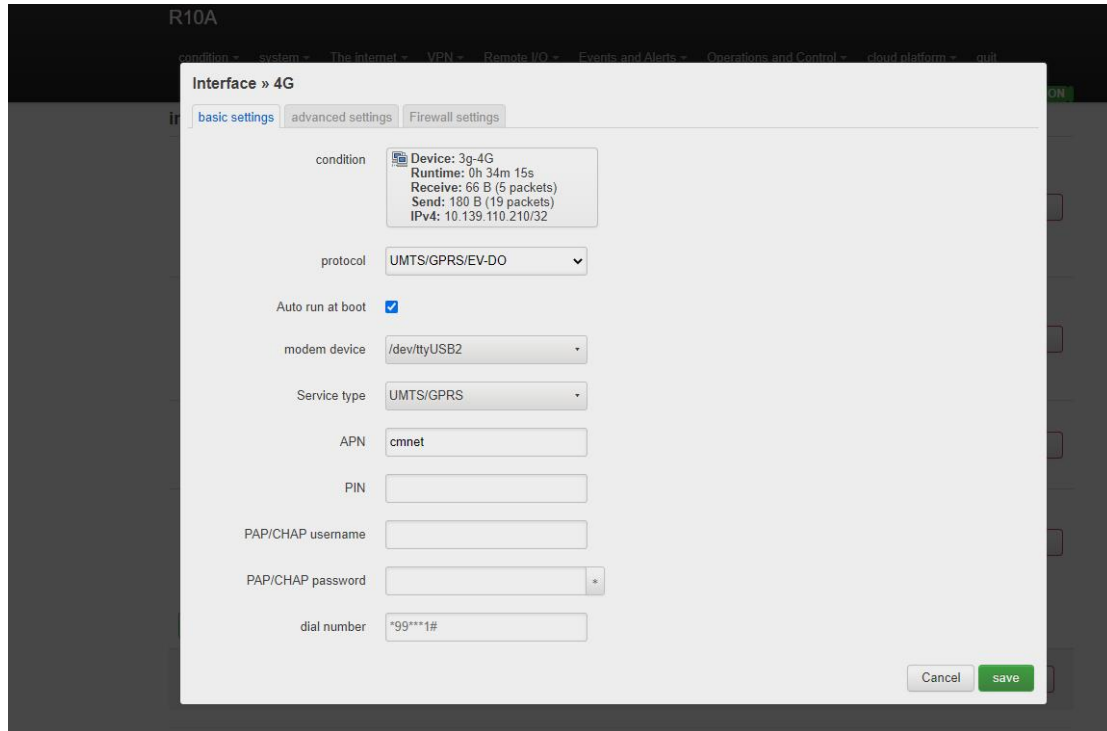 R10A
condition system The internet VPN Remote I/O Events and Alerts Operations and Control cloud platform quit
Interface » 4G
ON
in
basic settings advanced settings Firewall settings
condition
Device: 3g-4G
Runtime: 0h 34m 15s
Receive: 66 B (5 packets)
Send: 180 B (19 packets)
IPv4: 10.139.110.210/32
protocol UMTS/GPRS/EV-DO
Auto run at boot
modem device /dev/ttyUSB2
Service type UMTS/GPRS
APN cmnet
PIN
PAP/CHAP username
PAP/CHAP password *
dial number *99***1#
Cancel save